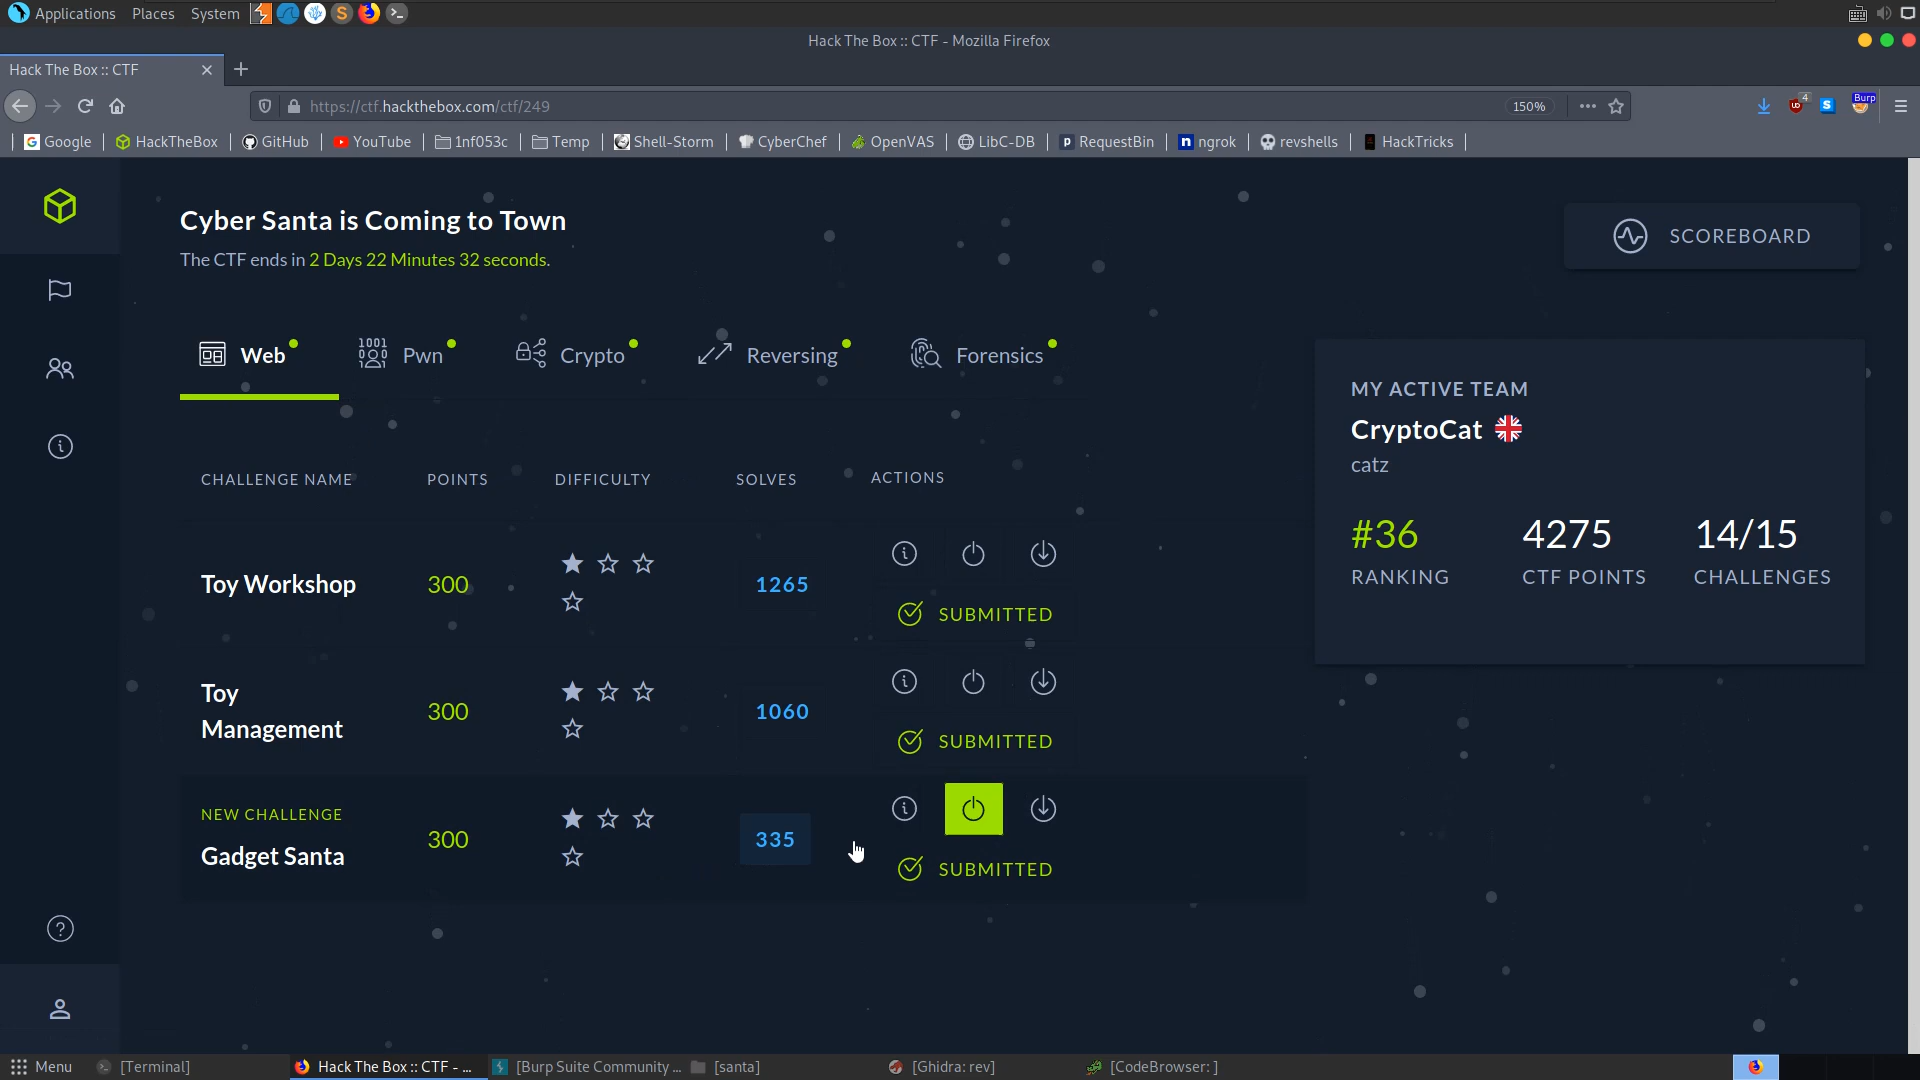 Applications Places System
Hack The Box :: CTF - Mozilla Firefox
Hack The Box :: CTF
https://ctf.hackthebox.com/ctf/249
150%
4
Burp
Google HackTheBox GitHub YouTube 1nf053c Temp Shell-Storm CyberChef OpenVAS LibC-DB RequestBin ngrok revshells HackTricks
Cyber Santa is Coming to Town
The CTF ends in 2 Days 22 Minutes 32 seconds.
SCOREBOARD
Web Pwn Crypto Reversing Forensics
MY ACTIVE TEAM
CryptoCat
catz
#36 4275 14/15
RANKING CTF POINTS CHALLENGES
CHALLENGE NAME POINTS DIFFICULTY SOLVES ACTIONS
Toy Workshop 300 1265
SUBMITTED
Toy
Management 300 1060
SUBMITTED
NEW CHALLENGE
Gadget Santa 300 335
SUBMITTED
Menu [Terminal] Hack The Box :: CTF - ... [Burp Suite Community ... [santa] [Ghidra: rev] [CodeBrowser: ]